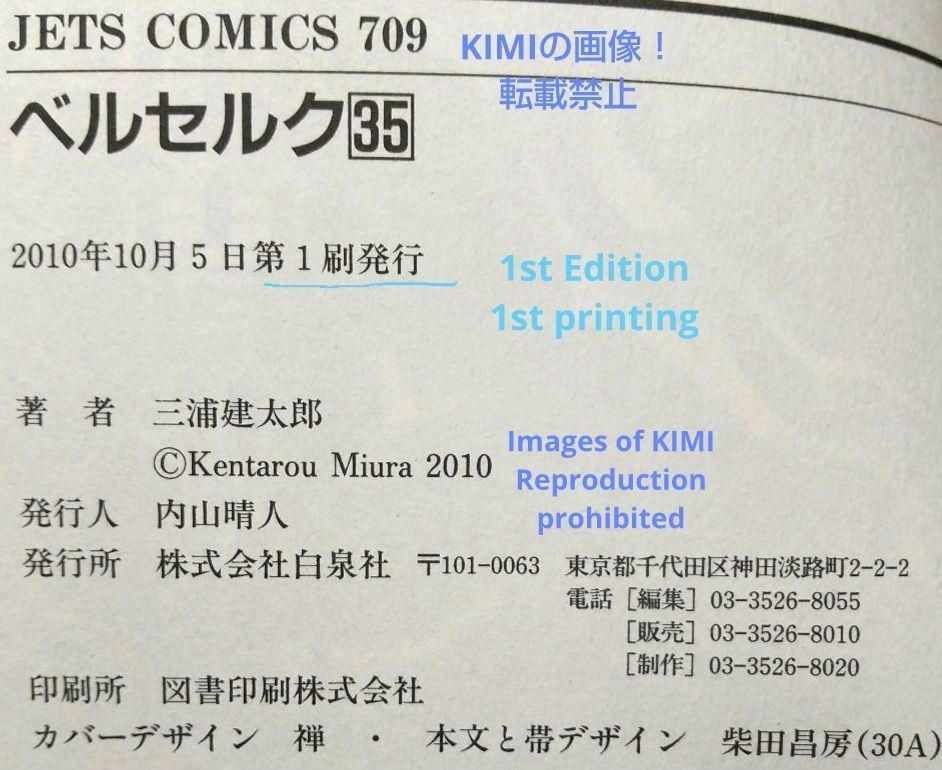 JETS COMICS 709
KIMIの画像！
転載禁止
ベルセルク35
2010年10月5日第1刷発行
1st Edition
1st printing
著　者　三浦建太郎
©Kentarou Miura 2010
Images of KIMI
Reproduction
prohibited
発行人　内山晴人
発行所　株式会社白泉社　〒101-0063　東京都千代田区神田淡路町2-2-2
電話［編集］03-3526-8055
［販売］03-3526-8010
［制作］03-3526-8020
印刷所　図書印刷株式会社
カバーデザイン　禅　・　本文と帯デザイン　柴田昌房(30A)